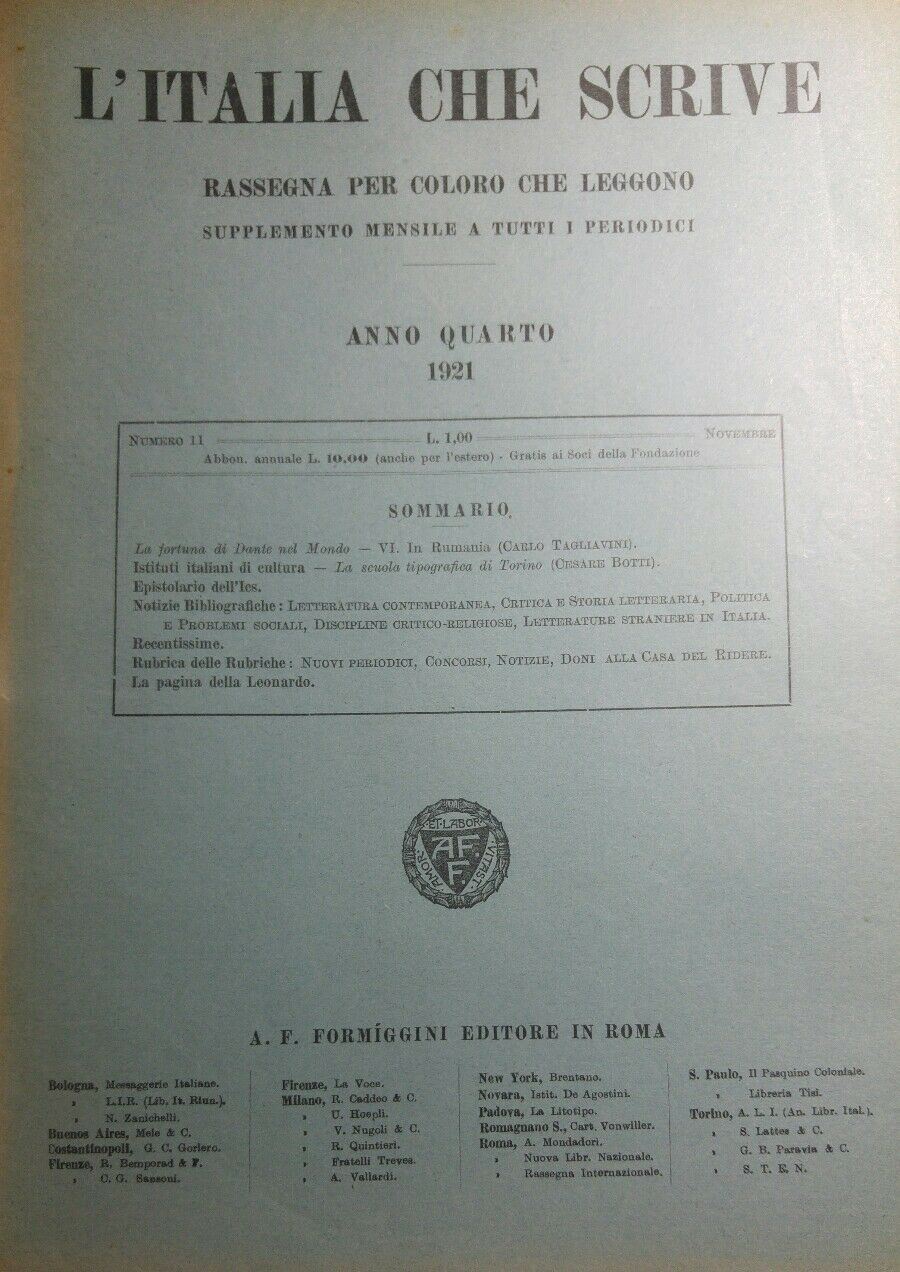 L'ITALIA CHE SCRIVE
RASSEGNA PER COLORO CHE LEGGONO
SUPPLEMENTO MENSILE A TUTTI I PERIODICI
ANNO QUARTO
1921
NUMERO 11 L. 1,00 NOVEMBRE
Abbon. annuale L. 10,00 (anche per l'estero) - Gratis ai Soci della Fondazione
SOMMARIO.
La fortuna di Dante nel Mondo — VI. In Rumania (CARLO TAGLIAVINI).
Istituti italiani di cultura — La scuola tipografica di Torino (CESARE BOTTI).
Epistolario dell'Ics.
Notizie Bibliografiche: LETTERATURA CONTEMPORANEA, CRITICA E STORIA LETTERARIA, POLITICA
E PROBLEMI SOCIALI, DISCIPLINE CRITICO-RELIGIOSE, LETTERATURE STRANIERE IN ITALIA.
Recentissime.
Rubrica delle Rubriche: NUOVI PERIODICI, CONCORSI, NOTIZIE, DONI ALLA CASA DEL RIDERE.
La pagina della Leonardo.
AMOR ET LABOR VITAST
A.F.
F.
A. F. FORMÍGGINI EDITORE IN ROMA
Bologna, Messaggerie Italiane.
„ L.I.R. (Lib. It. Riun.).
„ N. Zanichelli.
Buenos Aires, Mele & C.
Costantinopoli, G. C. Gorlero.
Firenze, R. Bemporad & F.
„ C. G. Sansoni.
Firenze, La Voce.
Milano, R. Caddeo & C.
„ U. Hoepli.
„ V. Nugoli & C.
„ R. Quintieri.
„ Fratelli Treves.
„ A. Vallardi.
New York, Brentano.
Novara, Istit. De Agostini.
Padova, La Litotipo.
Romagnano S., Cart. Vonwiller.
Roma, A. Mondadori.
„ Nuova Libr. Nazionale.
„ Rassegna Internazionale.
S. Paulo, Il Pasquino Coloniale.
„ Libreria Tisi.
Torino, A. L. I. (An. Libr. Ital.).
„ S. Lattes & C.
„ G. B. Paravia & C.
„ S. T. E. N.